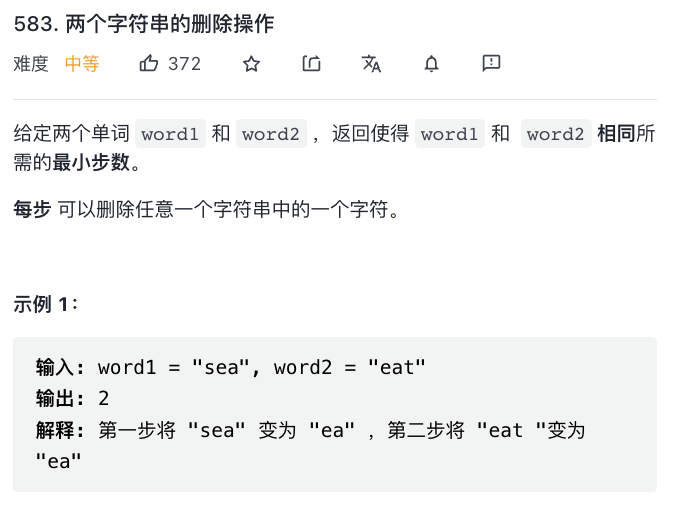 583. 两个字符串的删除操作
难度 中等 372
给定两个单词 word1 和 word2 ，返回使得 word1 和 word2 相同所
需的最小步数。
每步 可以删除任意一个字符串中的一个字符。
示例 1：
输入: word1 = "sea", word2 = "eat"
输出: 2
解释: 第一步将 "sea" 变为 "ea" ，第二步将 "eat "变为
"ea"